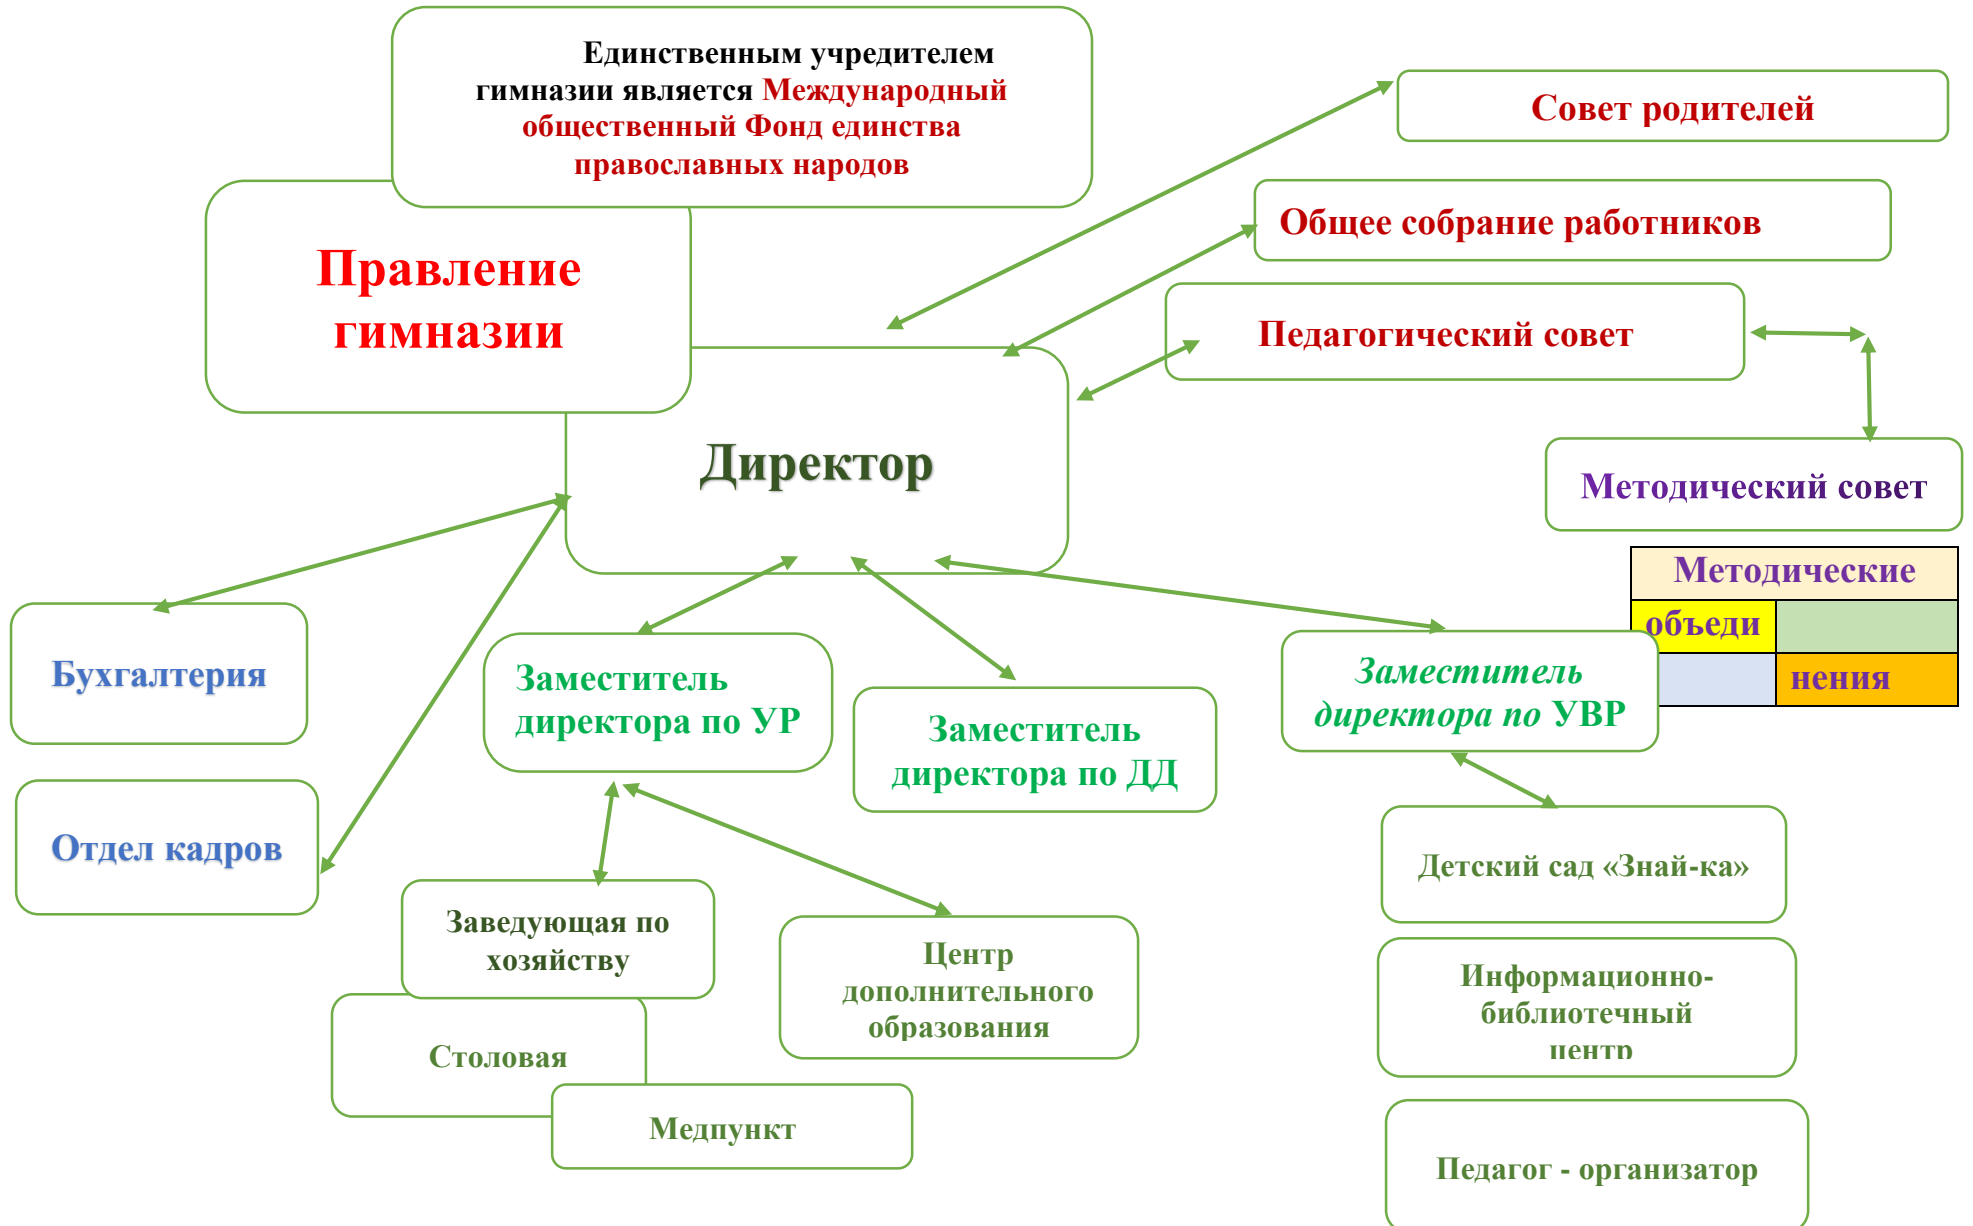 Единственным учредителем
гимназии является Международный
общественный Фонд единства
православных народов
Совет родителей
Общее собрание работников
Правление
гимназии
Педагогический совет
Директор
Методический совет
Методические
объеди
нения
Бухгалтерия
Заместитель
директора по УР
Заместитель
директора по ДД
Заместитель
директора по УВР
Отдел кадров
Детский сад «Знай-ка»
Заведующая по
хозяйству
Центр
дополнительного
образования
Информационно-
библиотечный
центр
Столовая
Медпункт
Педагог - организатор